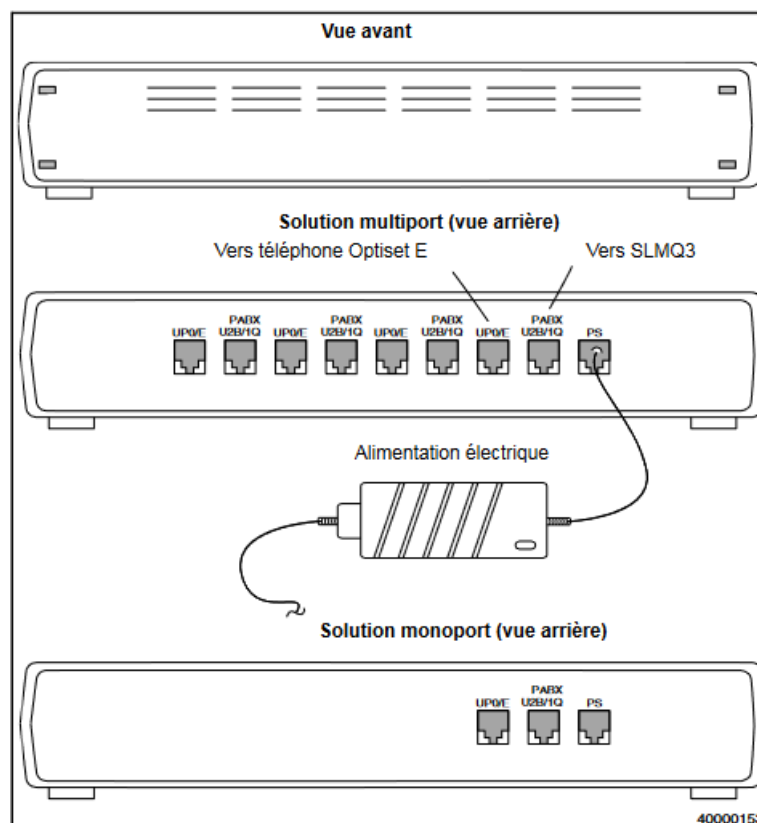 Vue avant
Solution multiport (vue arrière)
Vers téléphone Optiset E
Vers SLMQ3
UP0/E
PABX
U2B/1Q
UP0/E
PABX
U2B/1Q
UP0/E
PABX
U2B/1Q
UP0/E
PABX
U2B/1Q
PS
Alimentation électrique
Solution monoport (vue arrière)
UP0/E
PABX
U2B/1Q
PS